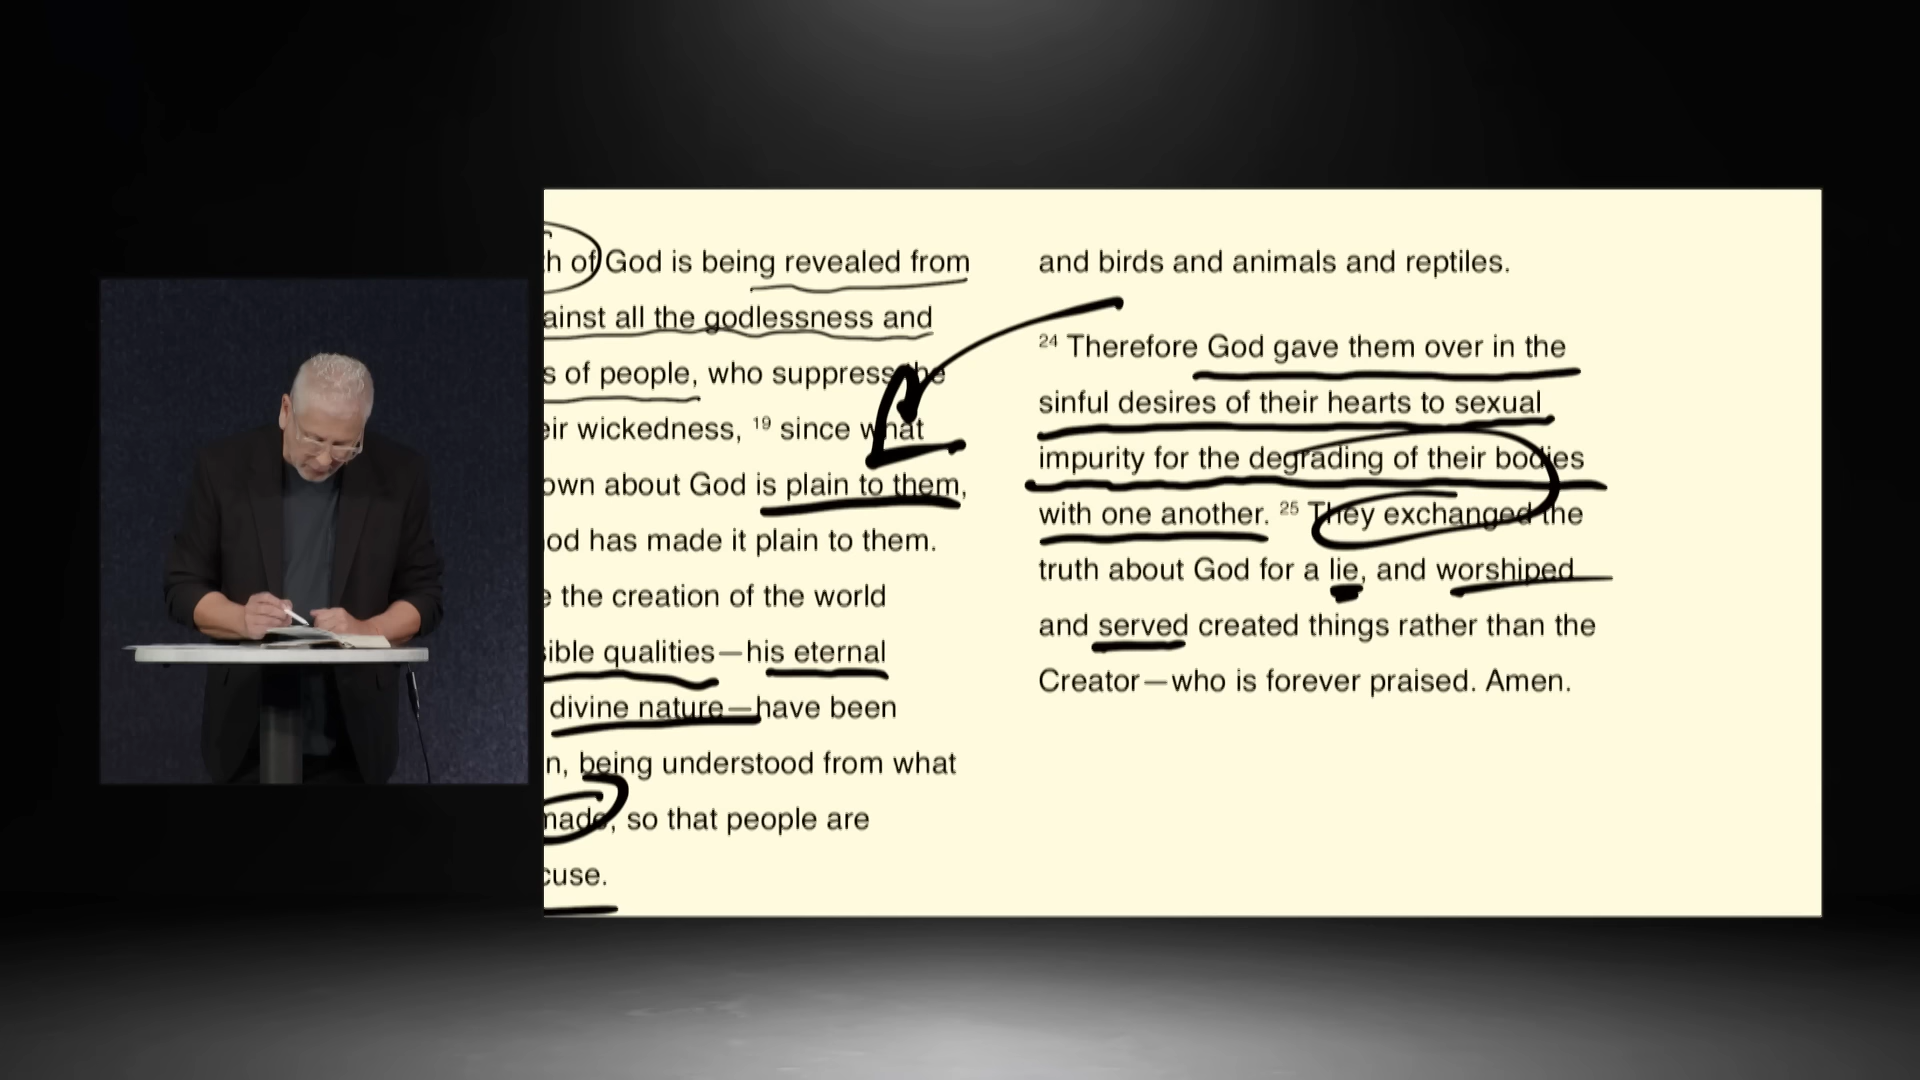 h of God is being revealed from
ainst all the godlessness and
s of people, who suppress the
eir wickedness, 19 since what
own about God is plain to them,
od has made it plain to them.
e the creation of the world
sible qualities—his eternal
divine nature—have been
n, being understood from what
made, so that people are
cuse.
and birds and animals and reptiles.
24 Therefore God gave them over in the
sinful desires of their hearts to sexual
impurity for the degrading of their bodies
with one another. 25 They exchanged the
truth about God for a lie, and worshiped
and served created things rather than the
Creator—who is forever praised. Amen.